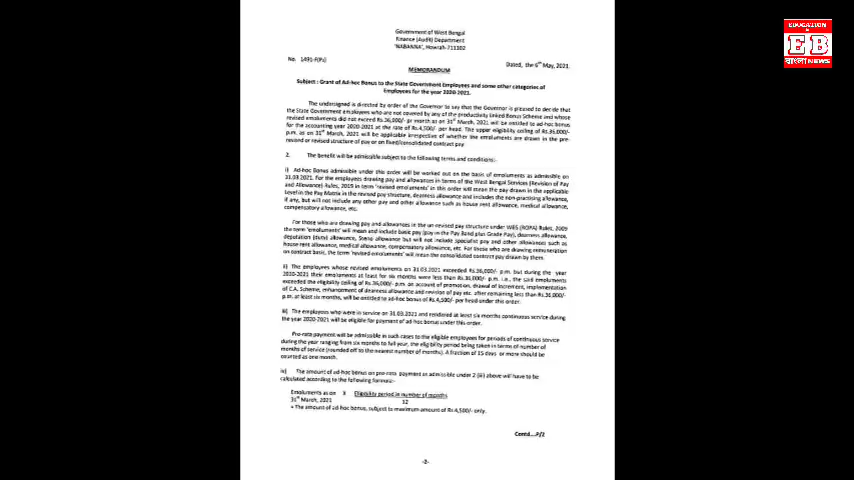 Government of West Bengal
Finance (Audit) Department
'NABANNA', Howrah-711102
No. 1491-F(P2)
Dated, the 6th May, 2021.
MEMORANDUM
Subject : Grant of Ad-hoc Bonus to the State Government Employees and some other categories of
Employees for the year 2020-2021.
The undersigned is directed by order of the Governor to say that the Governor is pleased to decide that
the State Government employees who are not covered by any of the productivity linked Bonus Scheme and whose
revised emoluments did not exceed Rs.36,000/- per month as on 31st March, 2021 will be entitled to ad-hoc bonus
for the accounting year 2020-2021 at the rate of Rs.4,500/- per head. The upper eligibility ceiling of Rs.36,000/-
p.m. as on 31st March, 2021 will be applicable irrespective of whether the emoluments are drawn in the pre-
revised or revised structure of pay or on fixed/consolidated contract pay.
2. The benefit will be admissible subject to the following terms and conditions:-
i) Ad-hoc Bonus admissible under this order will be worked out on the basis of emoluments as admissible on
31.03.2021. For the employees drawing pay and allowances in terms of the West Bengal Services (Revision of Pay
and Allowance) Rules, 2019 in term 'revised emoluments' in this order will mean the pay drawn in the applicable
Level in the Pay Matrix in the revised pay structure, dearness allowance and includes the non-practising allowance,
if any, but will not include any other pay and other allowance such as house rent allowance, medical allowance,
compensatory allowance, etc.
For those who are drawing pay and allowances in the un-revised pay structure under WBS (ROPA) Rules, 2009
the term 'emoluments' will mean and include basic pay (pay in the Pay Band plus Grade Pay), dearness allowance,
deputation (duty) allowance, Steno allowance but will not include specialist pay and other allowances such as
house rent allowance, medical allowance, compensatory allowance, etc. For those who are drawing remuneration
on contract basis, the term 'revised emoluments' will mean the consolidated contract pay drawn by them.
ii) The employees whose revised emoluments on 31.03.2021 exceeded Rs.36,000/- p.m. but during the year
2020-2021 their emoluments at least for six months were less than Rs.36,000/- p.m. i.e., the said emoluments
exceeded the eligibility ceiling of Rs.36,000/- p.m. on account of promotion, drawal of increment, implementation
of C.A. Scheme, enhancement of dearness allowance and revision of pay etc. after remaining less than Rs.36,000/-
p.m. at least six months, will be entitled to ad-hoc bonus of Rs.4,500/- per head under this order.
iii) The employees who were in service on 31.03.2021 and rendered at least six months continuous service during
the year 2020-2021 will be eligible for payment of ad-hoc bonus under this order.
Pro-rata payment will be admissible in such cases to the eligible employees for periods of continuous service
during the year ranging from six months to full year, the eligibility period being taken in terms of number of
months of service (rounded off to the nearest number of months). A fraction of 15 days or more should be
counted as one month.
iv) The amount of ad-hoc bonus on pro-rata payment as admissible under 2 (iii) above will have to be
calculated according to the following formula:-
Emoluments as on X Eligibility period in number of months
31st March, 2021 12
• The amount of ad-hoc bonus, subject to maximum amount of Rs.4,500/- only.
Contd...P/2
-2-
EDUCATION
EB
বাংলা NEWS